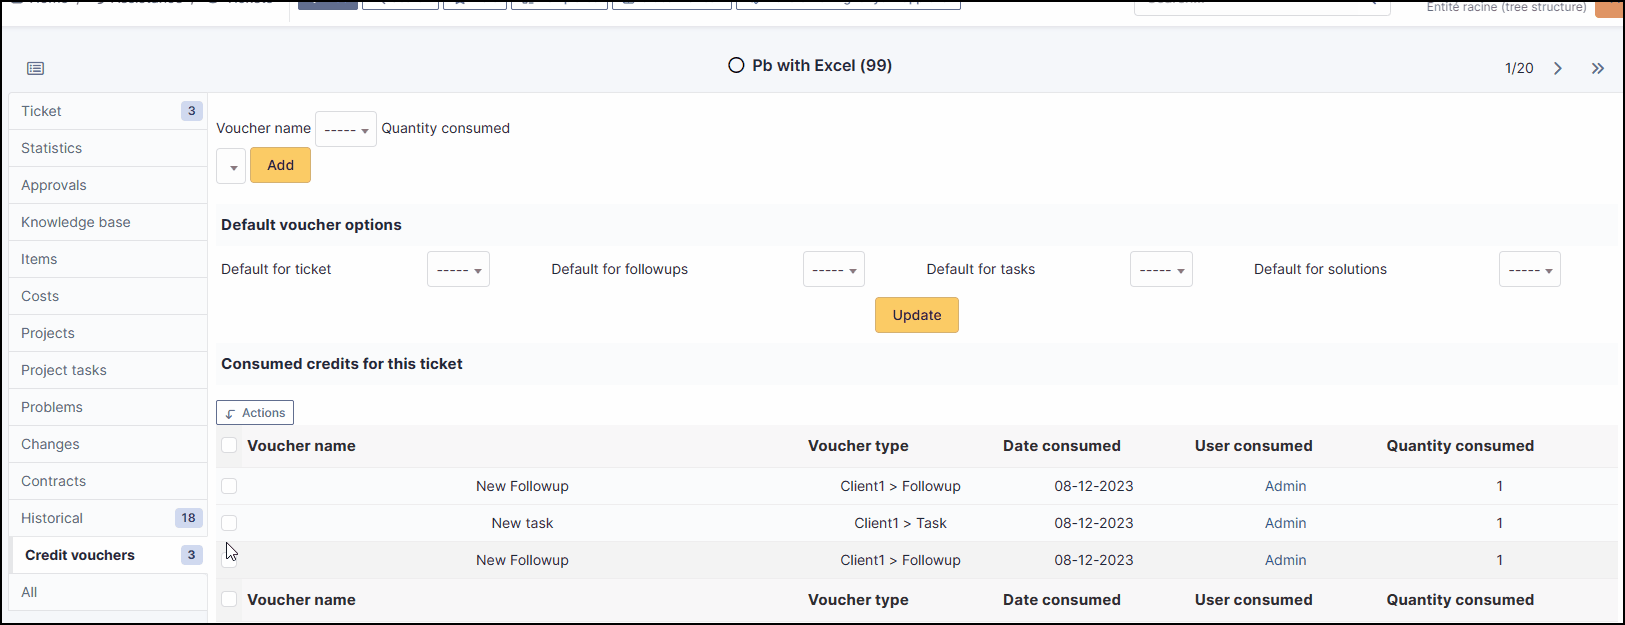 Entité racine (tree structure)
Pb with Excel (99)
1/20
Ticket 3
Statistics
Approvals
Knowledge base
Items
Costs
Projects
Project tasks
Problems
Changes
Contracts
Historical 18
Credit vouchers 3
All
Voucher name ----- Quantity consumed
Add
Default voucher options
Default for ticket ----- Default for followups ----- Default for tasks ----- Default for solutions -----
Update
Consumed credits for this ticket
Actions
Voucher name Voucher type Date consumed User consumed Quantity consumed
New Followup Client1 > Followup 08-12-2023 Admin 1
New task Client1 > Task 08-12-2023 Admin 1
New Followup Client1 > Followup 08-12-2023 Admin 1
Voucher name Voucher type Date consumed User consumed Quantity consumed